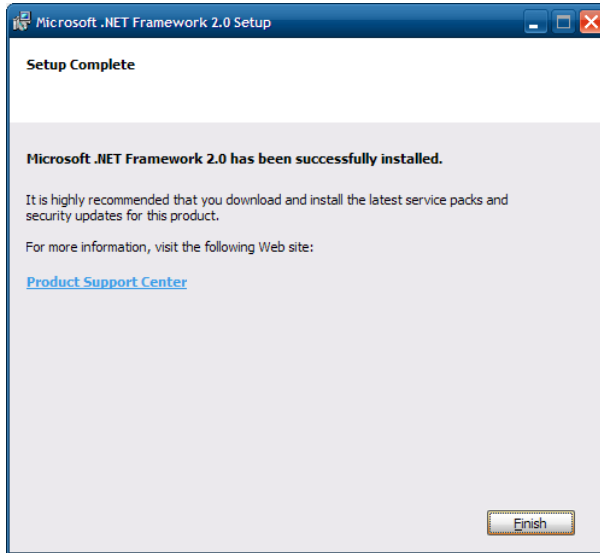 Microsoft .NET Framework 2.0 Setup
Setup Complete
Microsoft .NET Framework 2.0 has been successfully installed.
It is highly recommended that you download and install the latest service packs and
security updates for this product.
For more information, visit the following Web site:
Product Support Center
Finish